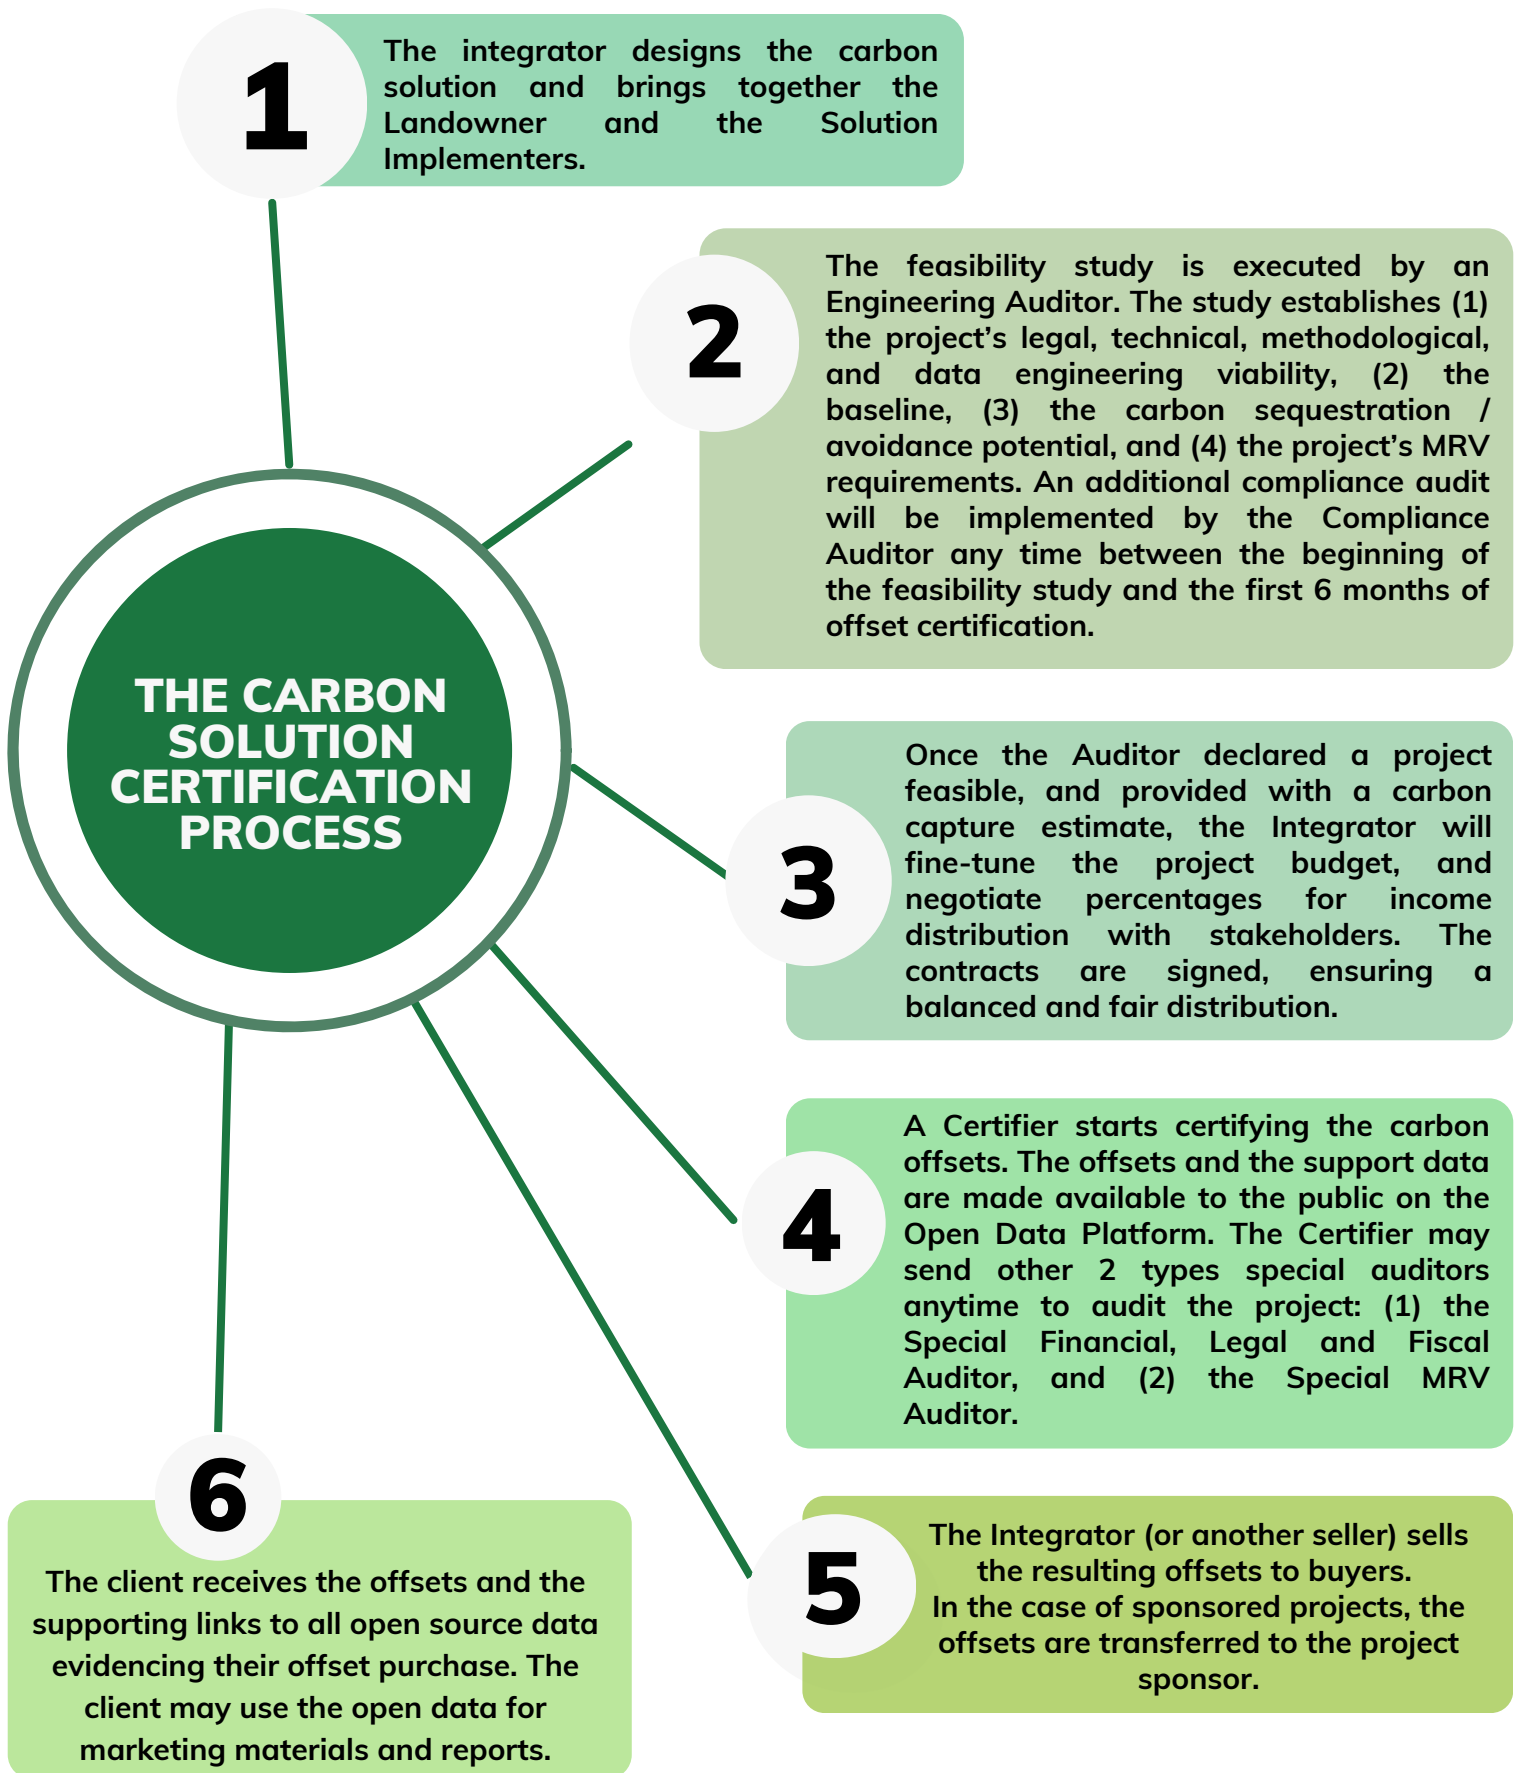 1
The integrator designs the carbon
solution and brings together the
Landowner and the Solution
Implementers.
2
The feasibility study is executed by an
Engineering Auditor. The study establishes (1)
the project’s legal, technical, methodological,
and data engineering viability, (2) the
baseline, (3) the carbon sequestration /
avoidance potential, and (4) the project’s MRV
requirements. An additional compliance audit
will be implemented by the Compliance
Auditor any time between the beginning of
the feasibility study and the first 6 months of
offset certification.
THE CARBON
SOLUTION
CERTIFICATION
PROCESS
3
Once the Auditor declared a project
feasible, and provided with a carbon
capture estimate, the Integrator will
fine-tune the project budget, and
negotiate percentages for income
distribution with stakeholders. The
contracts are signed, ensuring a
balanced and fair distribution.
4
A Certifier starts certifying the carbon
offsets. The offsets and the support data
are made available to the public on the
Open Data Platform. The Certifier may
send other 2 types special auditors
anytime to audit the project: (1) the
Special Financial, Legal and Fiscal
Auditor, and (2) the Special MRV
Auditor.
5
The Integrator (or another seller) sells
the resulting offsets to buyers.
In the case of sponsored projects, the
offsets are transferred to the project
sponsor.
6
The client receives the offsets and the
supporting links to all open source data
evidencing their offset purchase. The
client may use the open data for
marketing materials and reports.